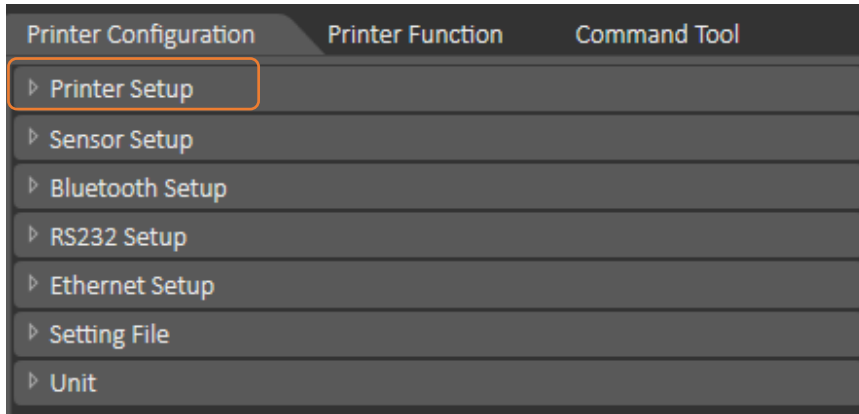 Printer Configuration Printer Function Command Tool
Printer Setup
Sensor Setup
Bluetooth Setup
RS232 Setup
Ethernet Setup
Setting File
Unit